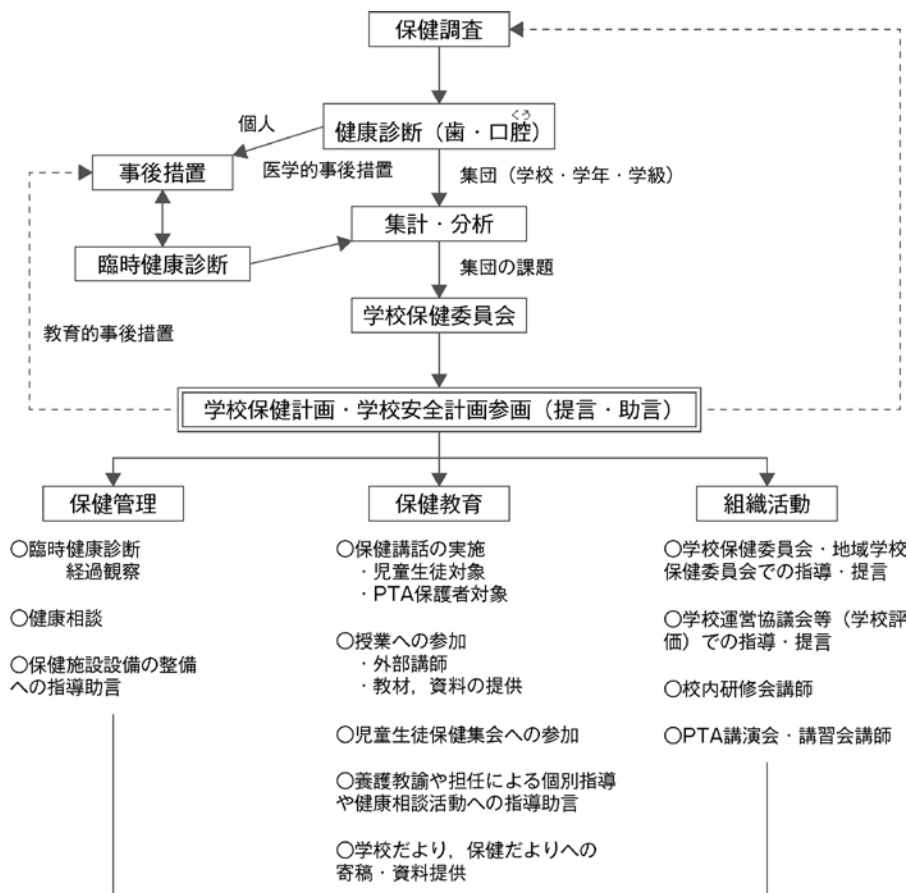 保健調査
健康診断（歯・口腔）
くう
個人
医学的事後措置
事後措置
集団（学校・学年・学級）
集計・分析
臨時健康診断
集団の課題
学校保健委員会
教育的事後措置
学校保健計画・学校安全計画参画（提言・助言）
保健管理
○臨時健康診断
経過観察
○健康相談
○保健施設設備の整備
への指導助言
保健教育
○保健講話の実施
・児童生徒対象
・PTA保護者対象
○授業への参加
・外部講師
・教材，資料の提供
○児童生徒保健集会への参加
○養護教諭や担任による個別指導
や健康相談活動への指導助言
○学校だより，保健だよりへの
寄稿・資料提供
組織活動
○学校保健委員会・地域学校
保健委員会での指導・提言
○学校運営協議会等（学校評
価）での指導・提言
○校内研修会講師
○PTA講演会・講習会講師